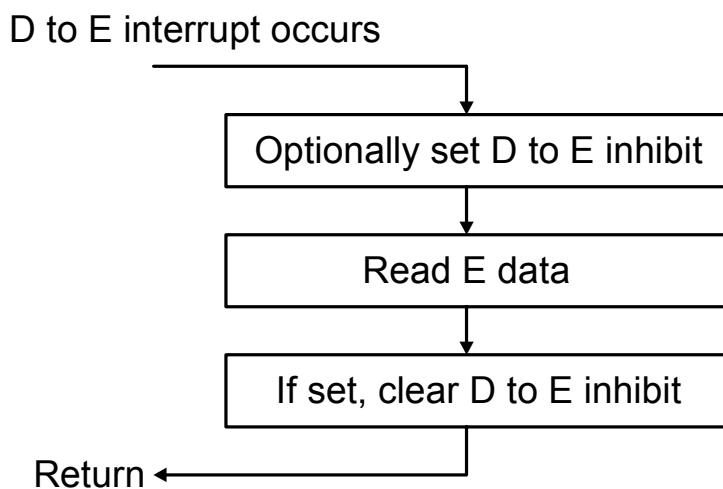 D to E interrupt occurs
Optionally set D to E inhibit
Read E data
If set, clear D to E inhibit
Return